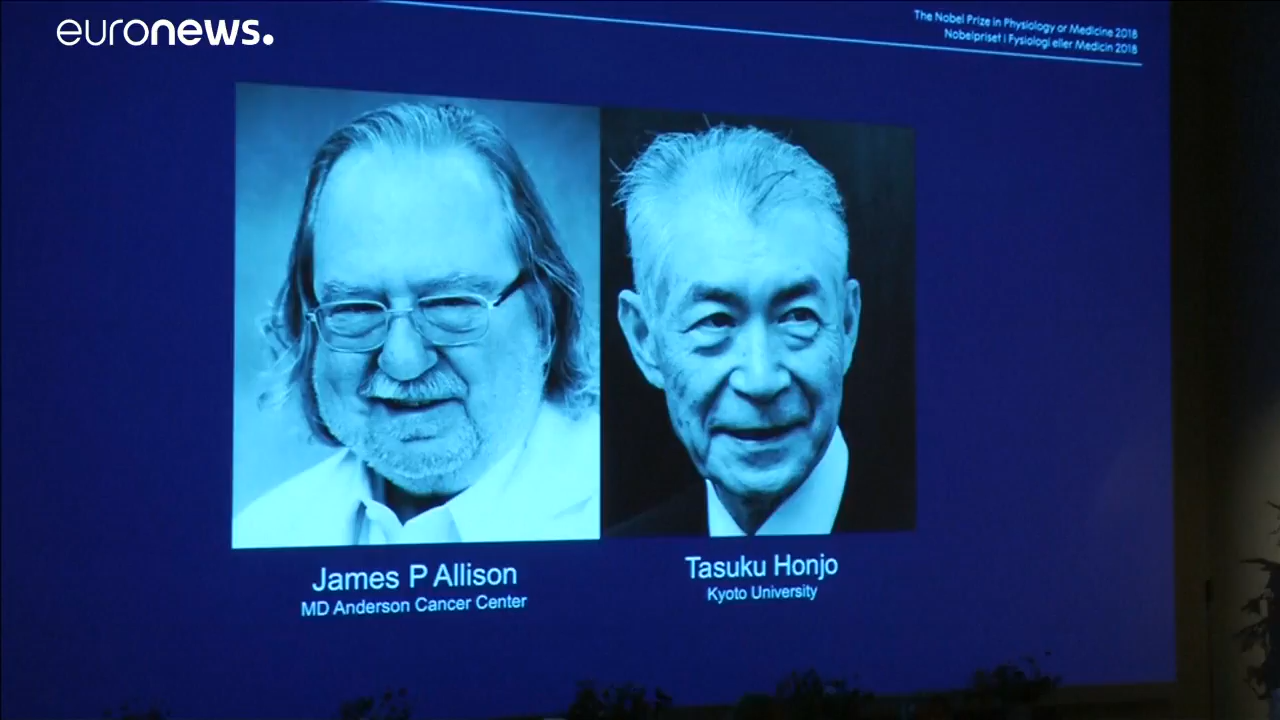 euronews.
The Nobel Prize in Physiology or Medicine 2018
Nobelpriset i Fysiologi eller Medicin 2018
James P Allison
MD Anderson Cancer Center
Tasuku Honjo
Kyoto University